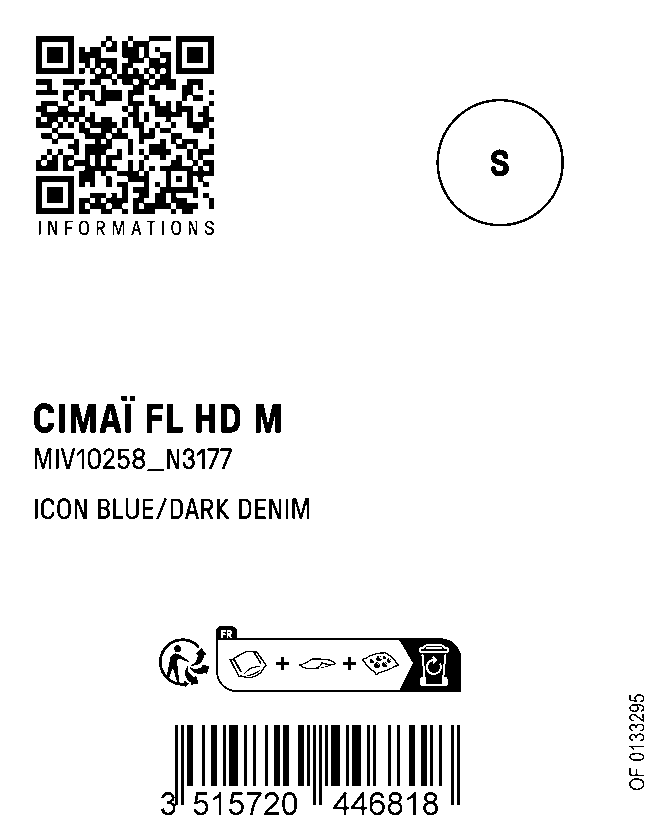 INFORMATIONS
S
CIMAÏ FL HD M
MIV10258_N3177
ICON BLUE/DARK DENIM
FR
3 515720 446818
OF 0133295